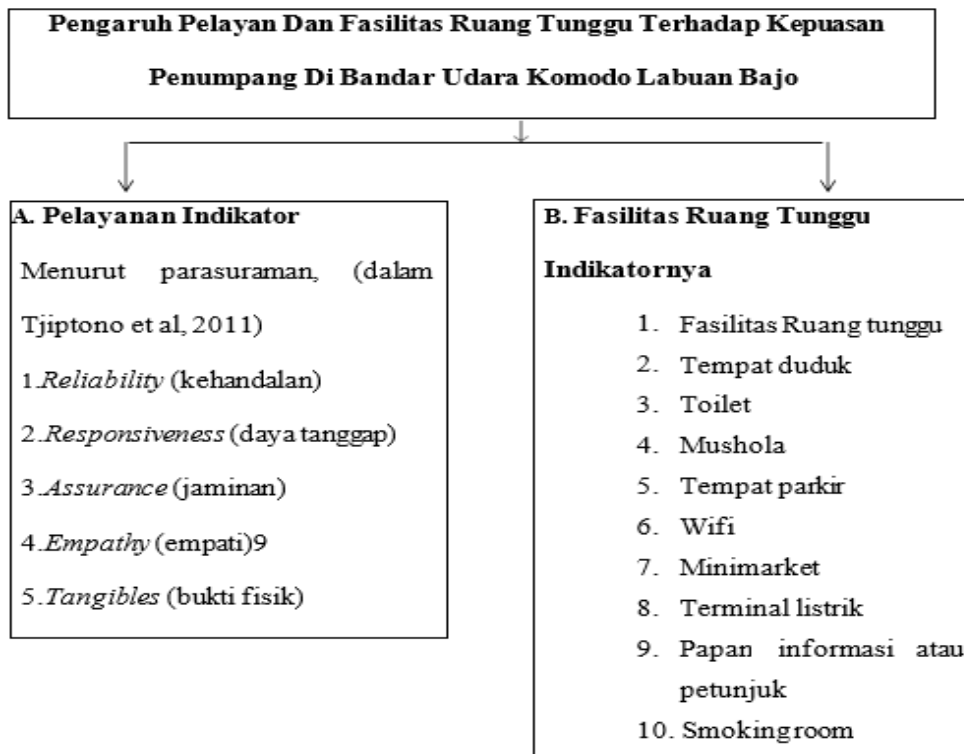 Pengaruh Pelayan Dan Fasilitas Ruang Tunggu Terhadap Kepuasan
Penumpang Di Bandar Udara Komodo Labuan Bajo
A. Pelayanan Indikator
Menurut parasuraman, (dalam
Tjiptono et al, 2011)
1.Reliability (kehandalan)
2.Responsiveness (daya tanggap)
3.Assurance (jaminan)
4.Empathy (empati)9
5.Tangibles (bukti fisik)
B. Fasilitas Ruang Tunggu
Indikatornya
1. Fasilitas Ruang tunggu
2. Tempat duduk
3. Toilet
4. Mushola
5. Tempat parkir
6. Wifi
7. Minimarket
8. Terminal listrik
9. Papan informasi atau
petunjuk
10. Smoking room